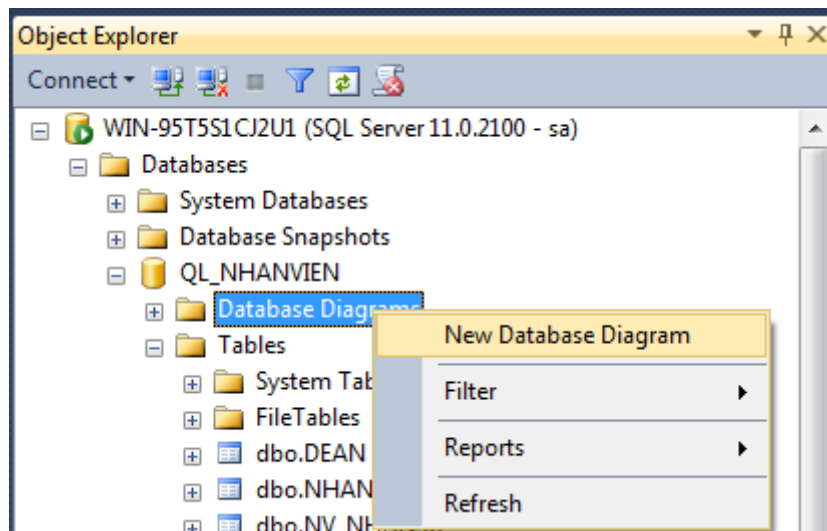 Object Explorer
Connect
WIN-95T5S1CJ2U1 (SQL Server 11.0.2100 - sa)
Databases
System Databases
Database Snapshots
QL_NHANVIEN
Database Diagrams
New Database Diagram
Tables
System Tab
Filter
FileTables
dbo.DEAN
Reports
dbo.NHAN
Refresh